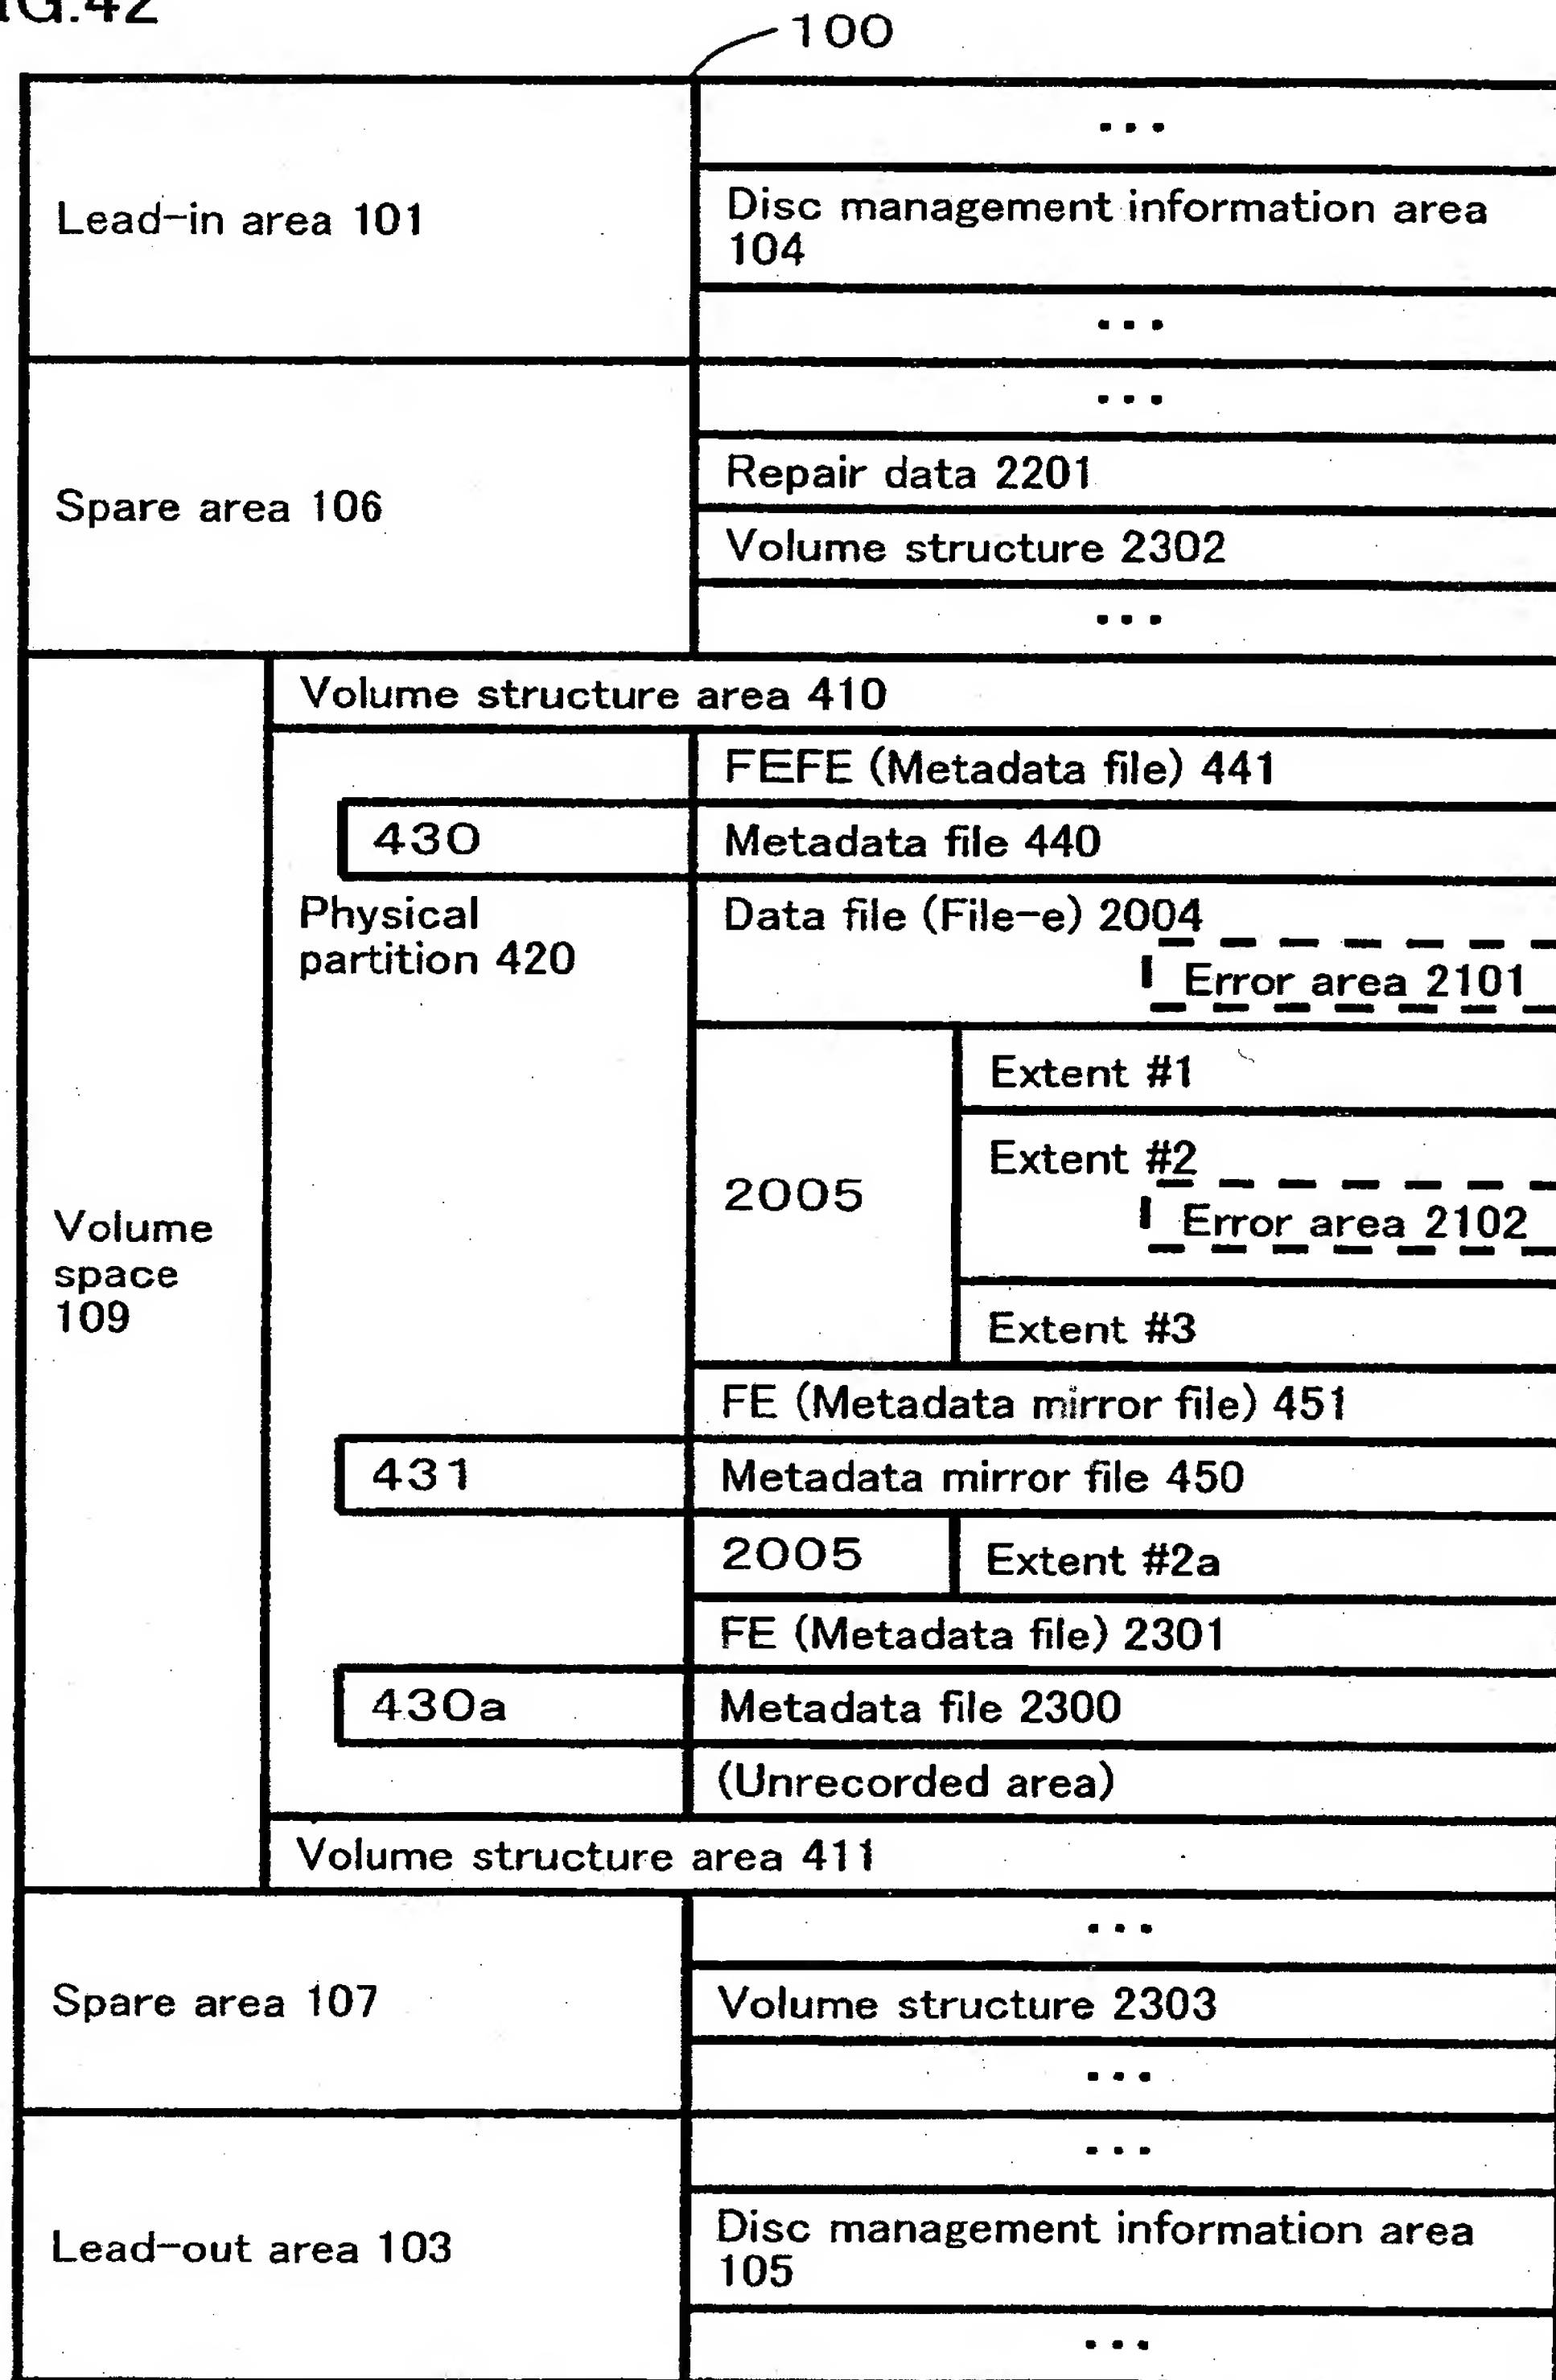 IG.42
100
...
Lead-in area 101
Disc management information area
104
...
...
Spare area 106
Repair data 2201
Volume structure 2302
...
Volume space 109
Volume structure area 410
Physical partition 420
FEFE (Metadata file) 441
430
Metadata file 440
Data file (File-e) 2004
Error area 2101
2005
Extent #1
Extent #2
Error area 2102
Extent #3
FE (Metadata mirror file) 451
431
Metadata mirror file 450
2005
Extent #2a
FE (Metadata file) 2301
430a
Metadata file 2300
(Unrecorded area)
Volume structure area 411
...
Spare area 107
Volume structure 2303
...
...
Lead-out area 103
Disc management information area
105
...